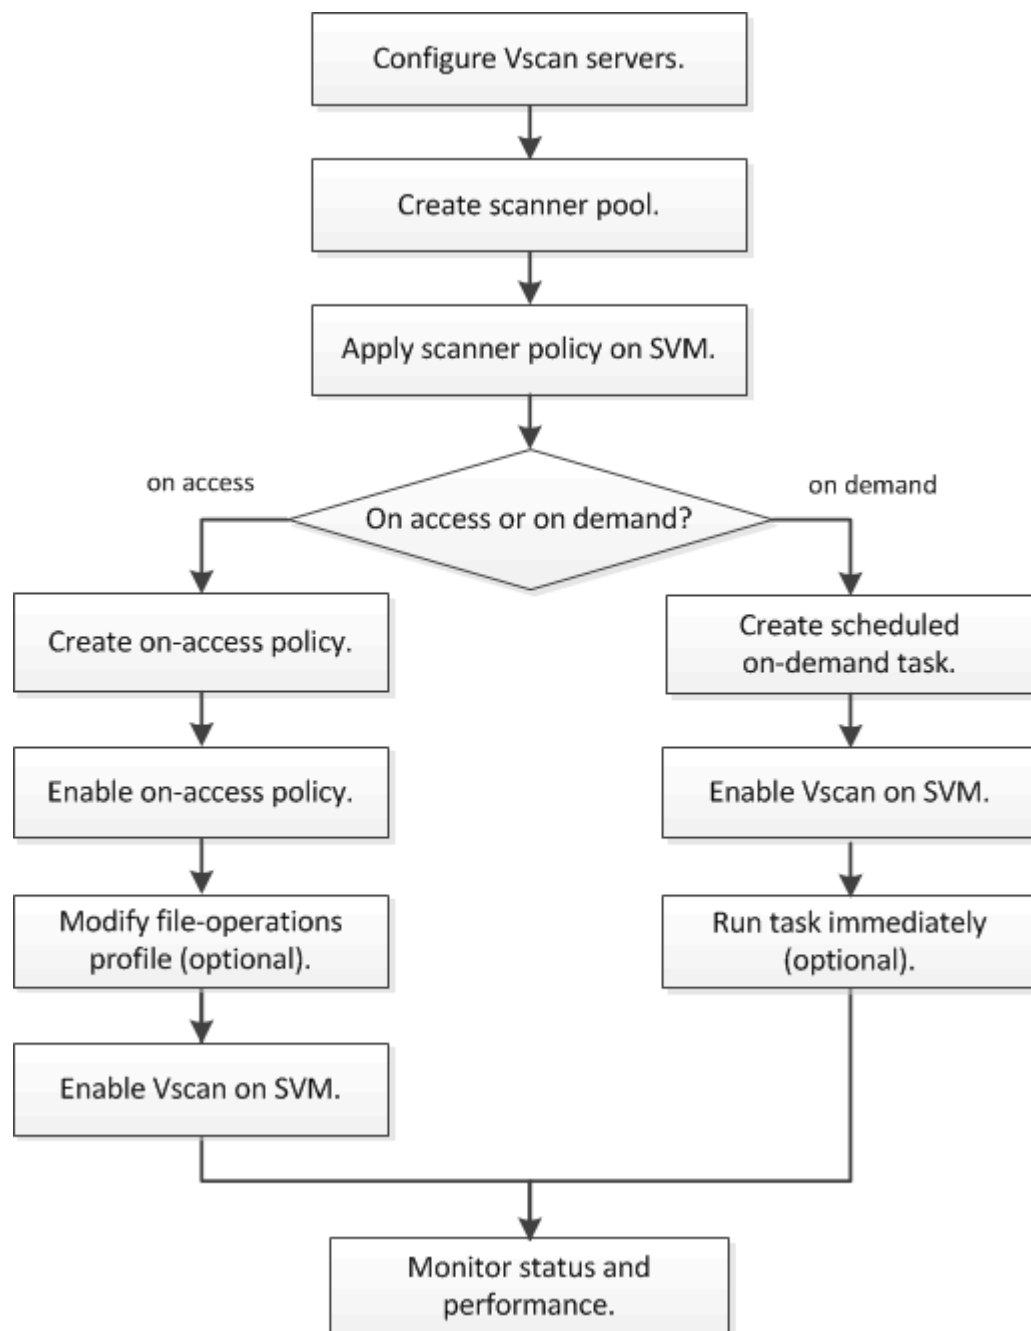 Configure Vscan servers.
Create scanner pool.
Apply scanner policy on SVM.
on access
on demand
On access or on demand?
Create on-access policy.
Enable on-access policy.
Modify file-operations
profile (optional).
Enable Vscan on SVM.
Create scheduled
on-demand task.
Enable Vscan on SVM.
Run task immediately
(optional).
Monitor status and
performance.